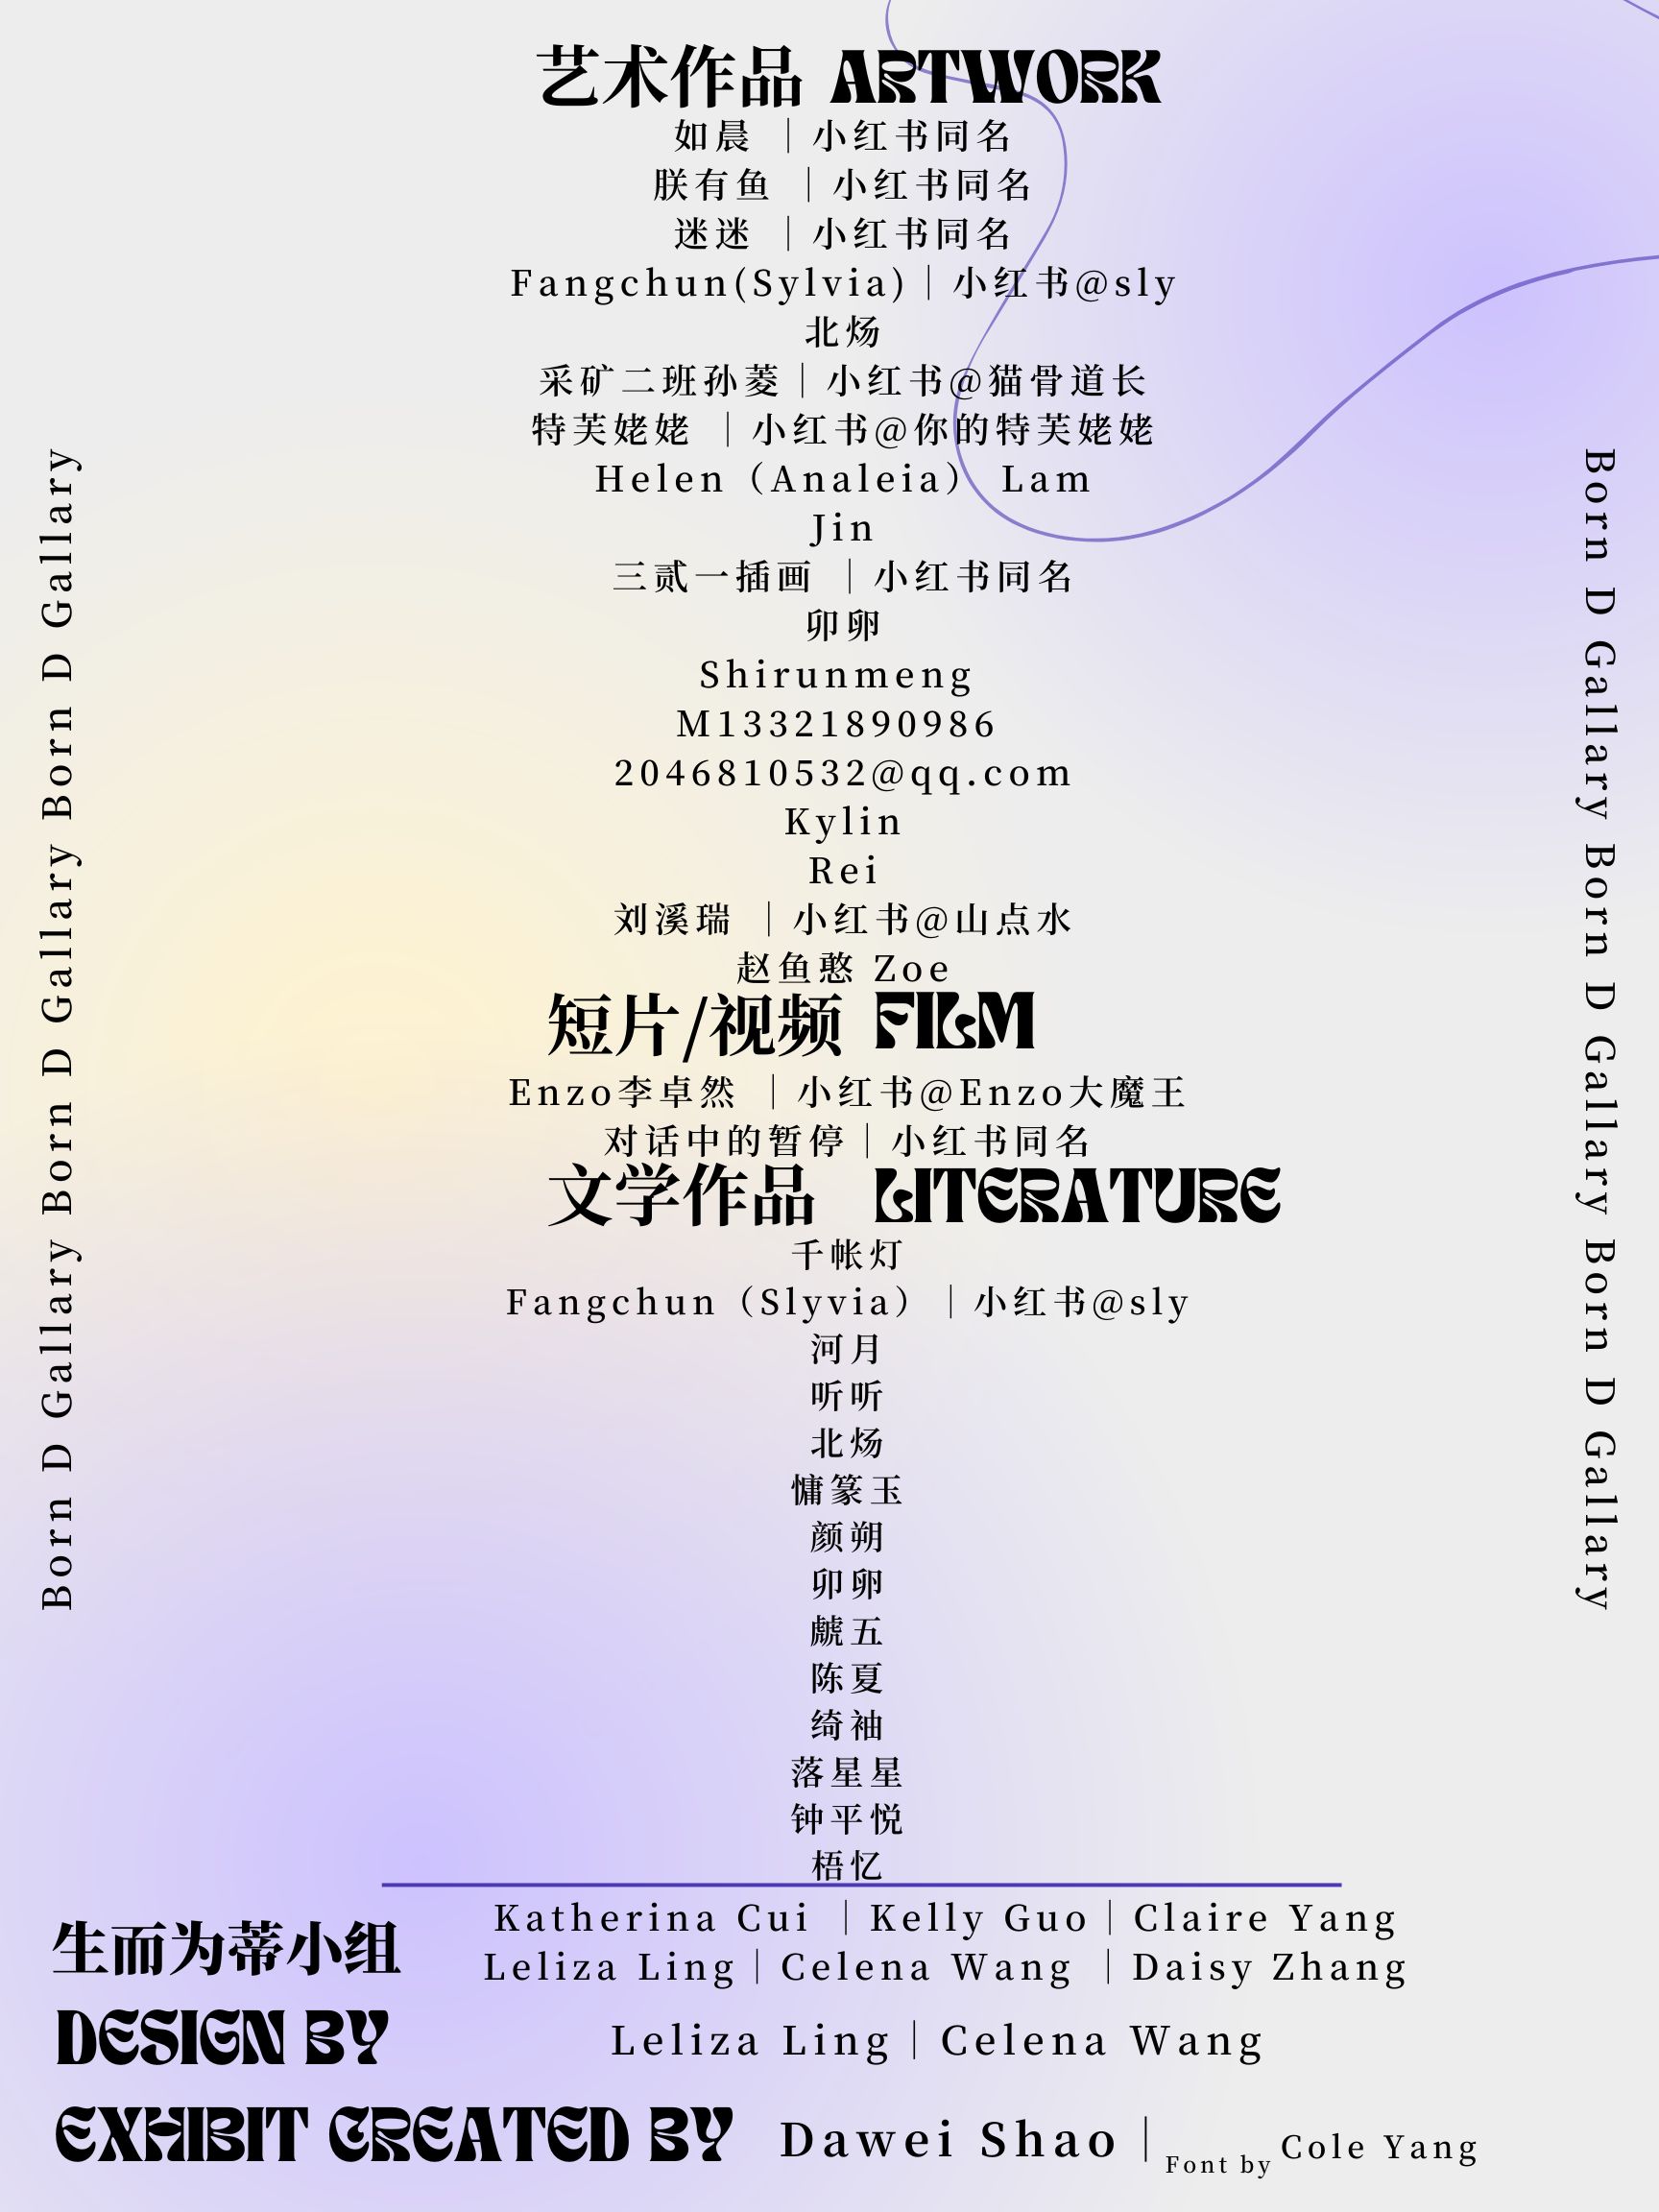 艺术作品 ARTWORK
如晨 ｜小红书同名
朕有鱼 ｜小红书同名
迷迷 ｜小红书同名
Fangchun(Sylvia)｜小红书@sly
北炀
采矿二班孙菱｜小红书@猫骨道长
特芙姥姥 ｜小红书@你的特芙姥姥
Helen（Analeia） Lam
Jin
三贰一插画 ｜小红书同名
卯卵
Shirunmeng
M13321890986
2046810532@qq.com
Kylin
Rei
刘溪瑞 ｜小红书@山点水
赵鱼憨 Zoe
短片/视频 FILM
Enzo李卓然 ｜小红书@Enzo大魔王
对话中的暂停｜小红书同名
文学作品 LITERATURE
千帐灯
Fangchun（Slyvia）｜小红书@sly
河月
听听
北炀
慵篆玉
颜朔
卯卵
虤五
陈夏
绮袖
落星星
钟平悦
梧忆
生而为蒂小组
Katherina Cui ｜Kelly Guo｜Claire Yang
Leliza Ling｜Celena Wang ｜Daisy Zhang
DESIGN BY Leliza Ling｜Celena Wang
EXHIBIT CREATED BY Dawei Shao｜Font by Cole Yang
Born D Gallary Born D Gallary Born D Gallary
Born D Gallary Born D Gallary Born D Gallary